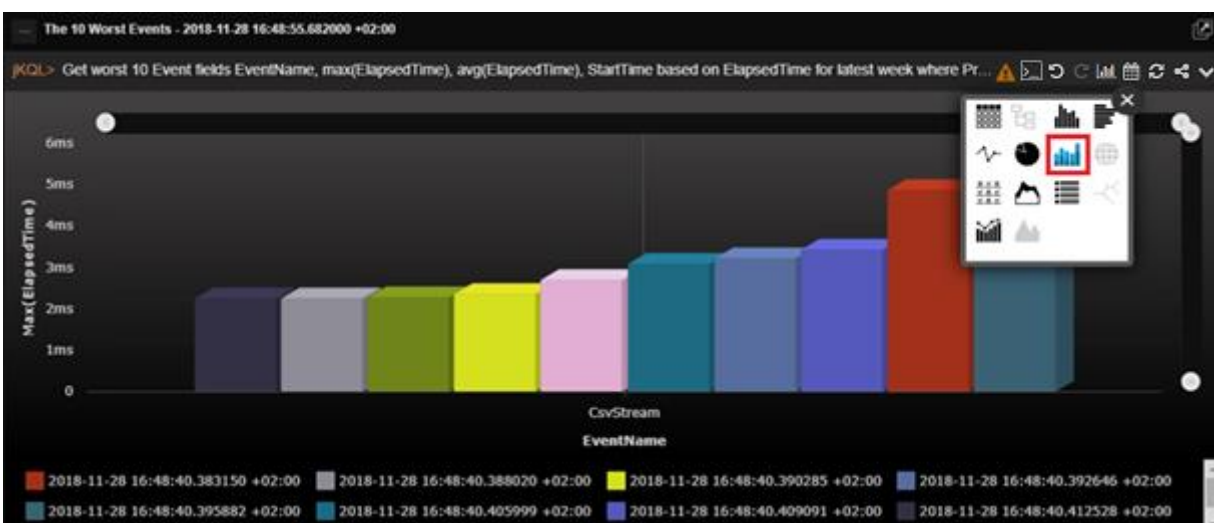 The 10 Worst Events - 2018-11-28 16:48:55.682000 +02:00
jKQL> Get worst 10 Event fields EventName, max(ElapsedTime), avg(ElapsedTime), StartTime based on ElapsedTime for latest week where Pr...
6ms
5ms
4ms
3ms
2ms
1ms
0
Max(ElapsedTime)
CsvStream
EventName
2018-11-28 16:48:40.383150 +02:00 2018-11-28 16:48:40.388020 +02:00 2018-11-28 16:48:40.390285 +02:00 2018-11-28 16:48:40.392646 +02:00
2018-11-28 16:48:40.395882 +02:00 2018-11-28 16:48:40.405999 +02:00 2018-11-28 16:48:40.409091 +02:00 2018-11-28 16:48:40.412528 +02:00